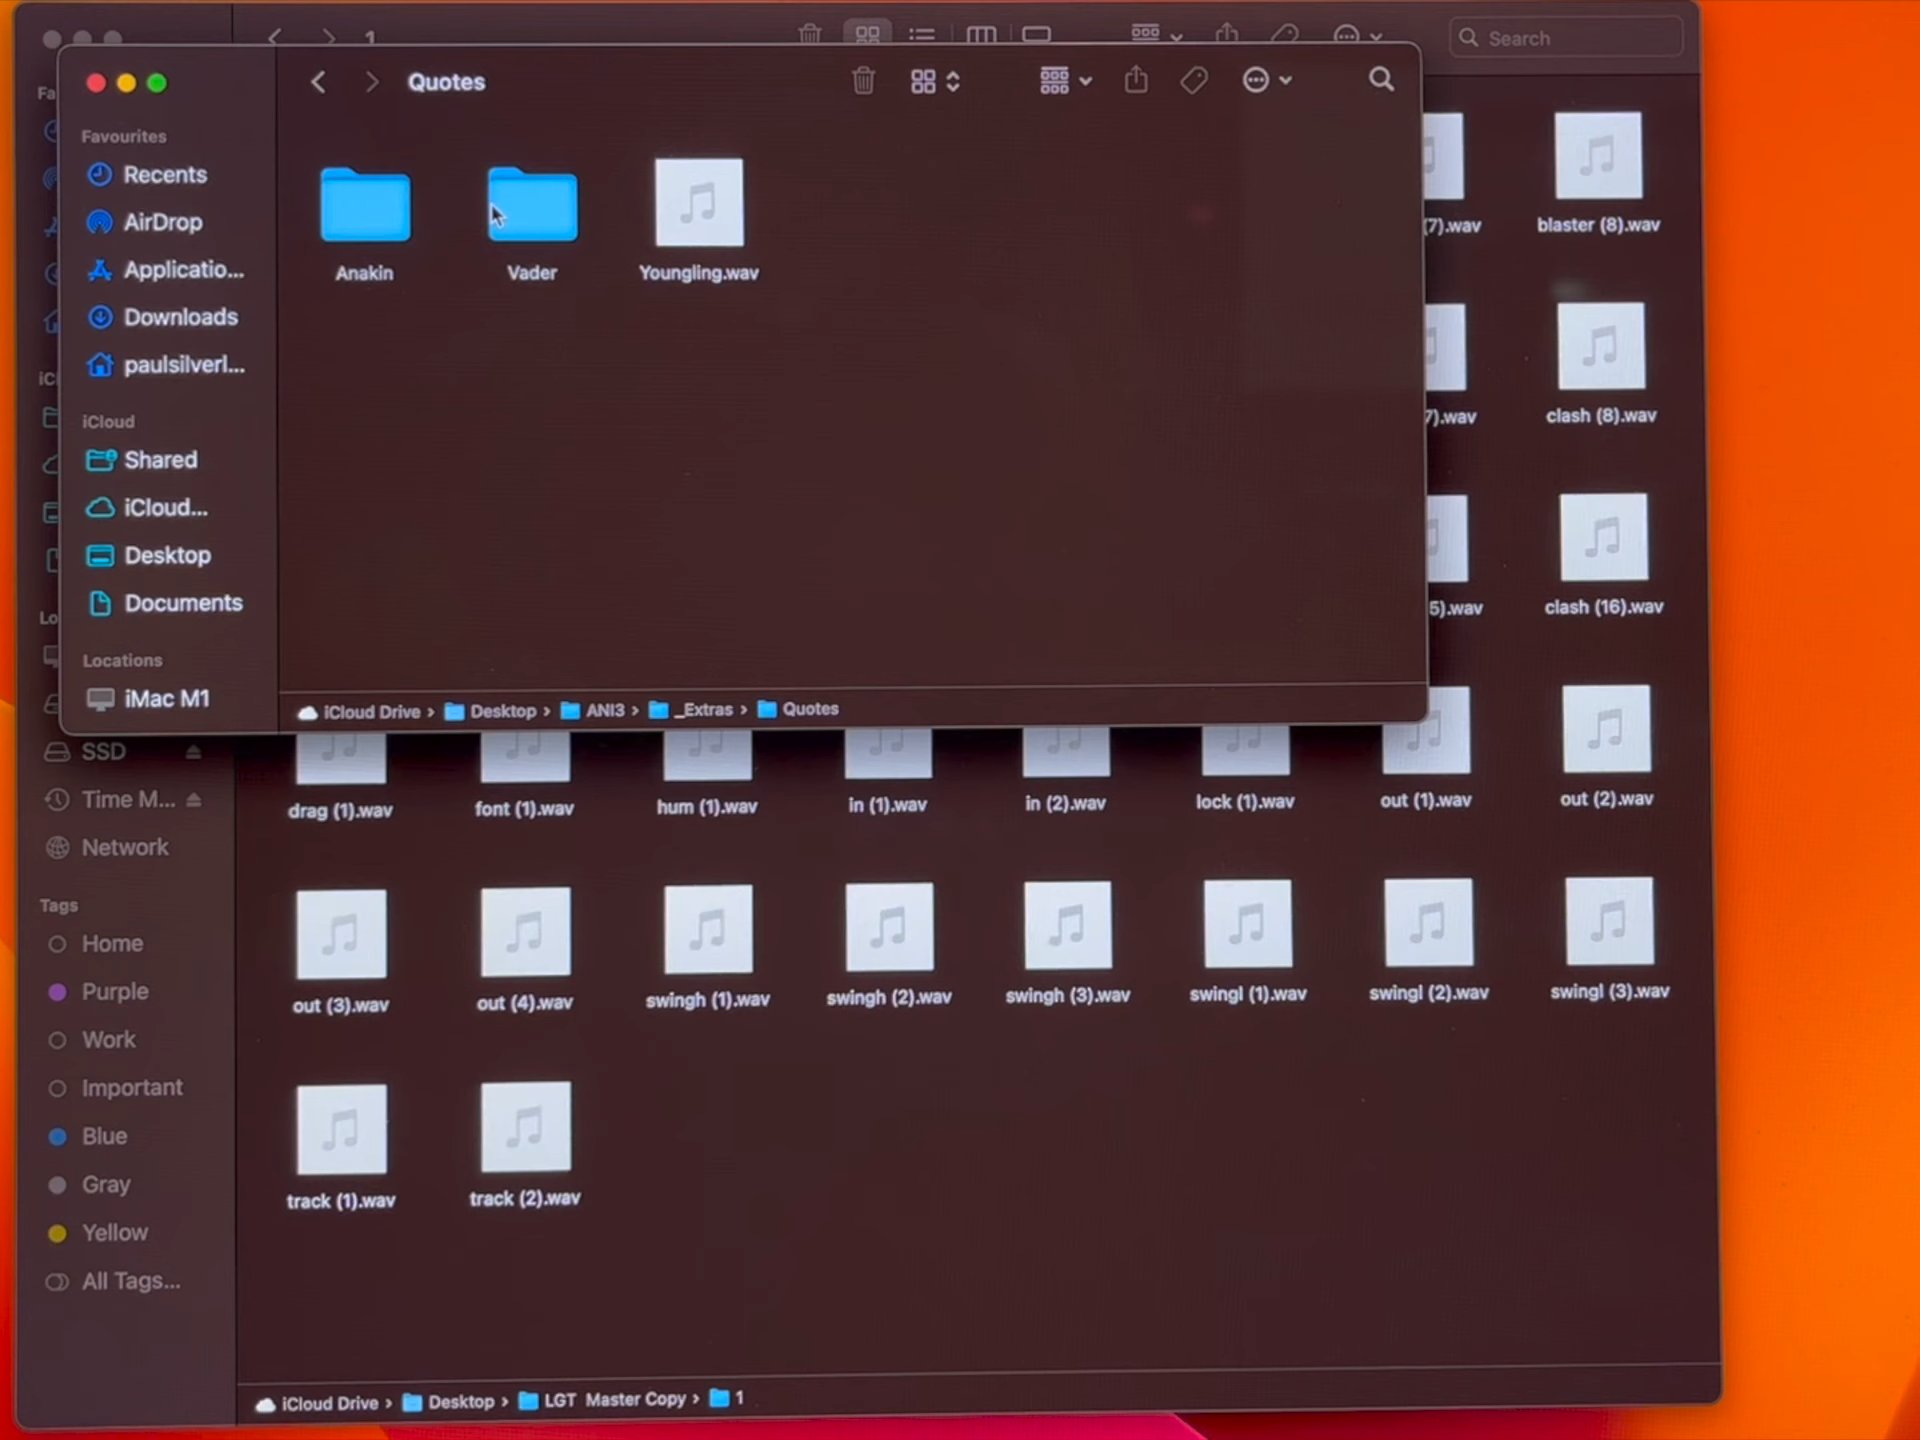 1
Search
Quotes
Favourites
Recents
AirDrop
Applicatio...
Downloads
paulsilverl...
iCloud
Shared
iCloud...
Desktop
Documents
Locations
iMac M1
Anakin
Vader
Youngling.wav
iCloud Drive › Desktop › ANI3 › _Extras › Quotes
Fa
iCl
Lo
(7).wav
blaster (8).wav
7).wav
clash (8).wav
5).wav
clash (16).wav
SSD
Time M...
Network
Tags
Home
Purple
Work
Important
Blue
Gray
Yellow
All Tags...
drag (1).wav
font (1).wav
hum (1).wav
in (1).wav
in (2).wav
lock (1).wav
out (1).wav
out (2).wav
out (3).wav
out (4).wav
swingh (1).wav
swingh (2).wav
swingh (3).wav
swingl (1).wav
swingl (2).wav
swingl (3).wav
track (1).wav
track (2).wav
iCloud Drive › Desktop › LGT Master Copy › 1